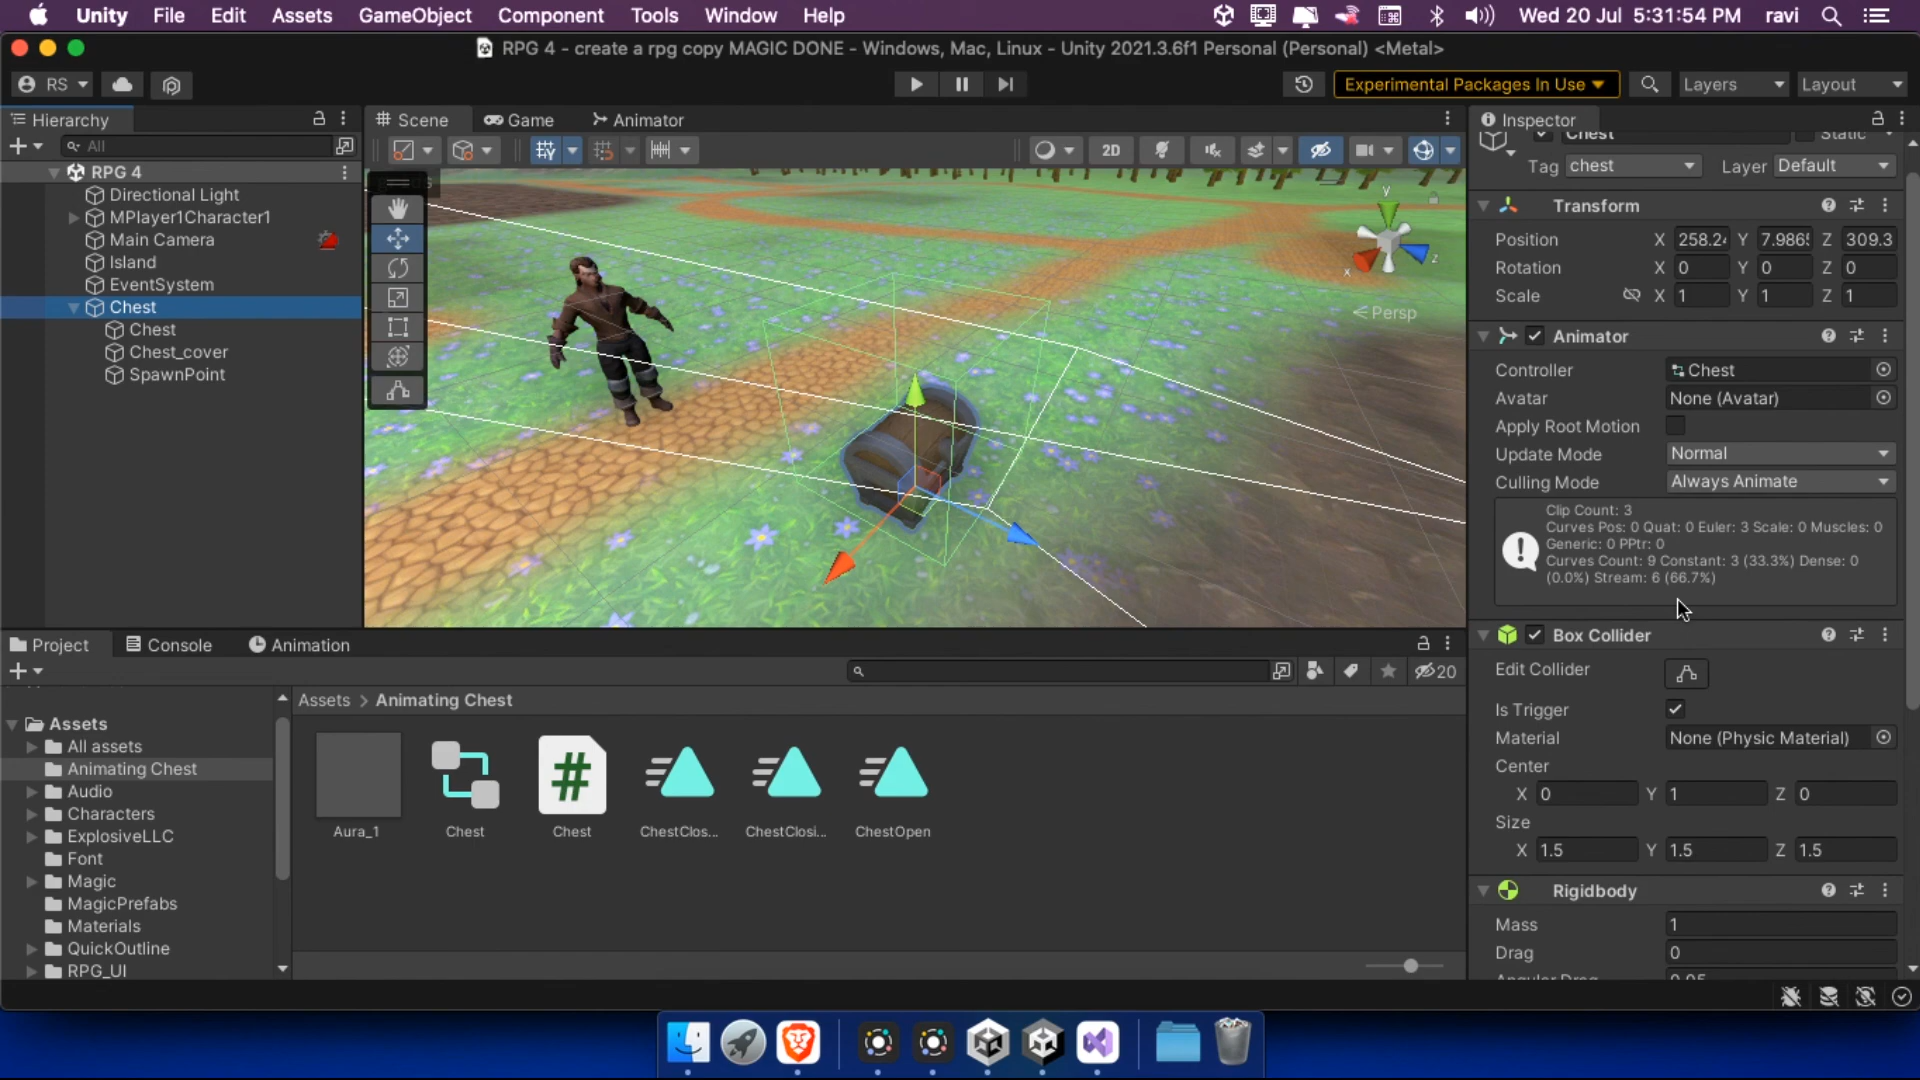 Unity File Edit Assets GameObject Component Tools Window Help Wed 20 Jul 5:31:54 PM ravi
RPG 4 - create a rpg copy MAGIC DONE - Windows, Mac, Linux - Unity 2021.3.6f1 Personal (Personal) <Metal>
RS Experimental Packages In Use Layers Layout
Hierarchy
All
RPG 4
Directional Light
MPlayer1Character1
Main Camera
Island
EventSystem
Chest
Chest
Chest_cover
SpawnPoint
Scene Game Animator
2D
y
x
z
Persp
Inspector
Chest Static
Tag chest Layer Default
Transform
Position X 258.24 Y 7.9865 Z 309.3
Rotation X 0 Y 0 Z 0
Scale X 1 Y 1 Z 1
Animator
Controller Chest
Avatar None (Avatar)
Apply Root Motion
Update Mode Normal
Culling Mode Always Animate
Clip Count: 3
Curves Pos: 0 Quat: 0 Euler: 3 Scale: 0 Muscles: 0
Generic: 0 PPtr: 0
Curves Count: 9 Constant: 3 (33.3%) Dense: 0
(0.0%) Stream: 6 (66.7%)
Box Collider
Edit Collider
Is Trigger
Material None (Physic Material)
Center
X 0 Y 1 Z 0
Size
X 1.5 Y 1.5 Z 1.5
Rigidbody
Mass 1
Drag 0
Angular Drag 0.05
Project Console Animation
20
Assets
All assets
Animating Chest
Audio
Characters
ExplosiveLLC
Font
Magic
MagicPrefabs
Materials
QuickOutline
RPG_UI
Assets > Animating Chest
Aura_1 Chest Chest ChestClos... ChestClosi... ChestOpen